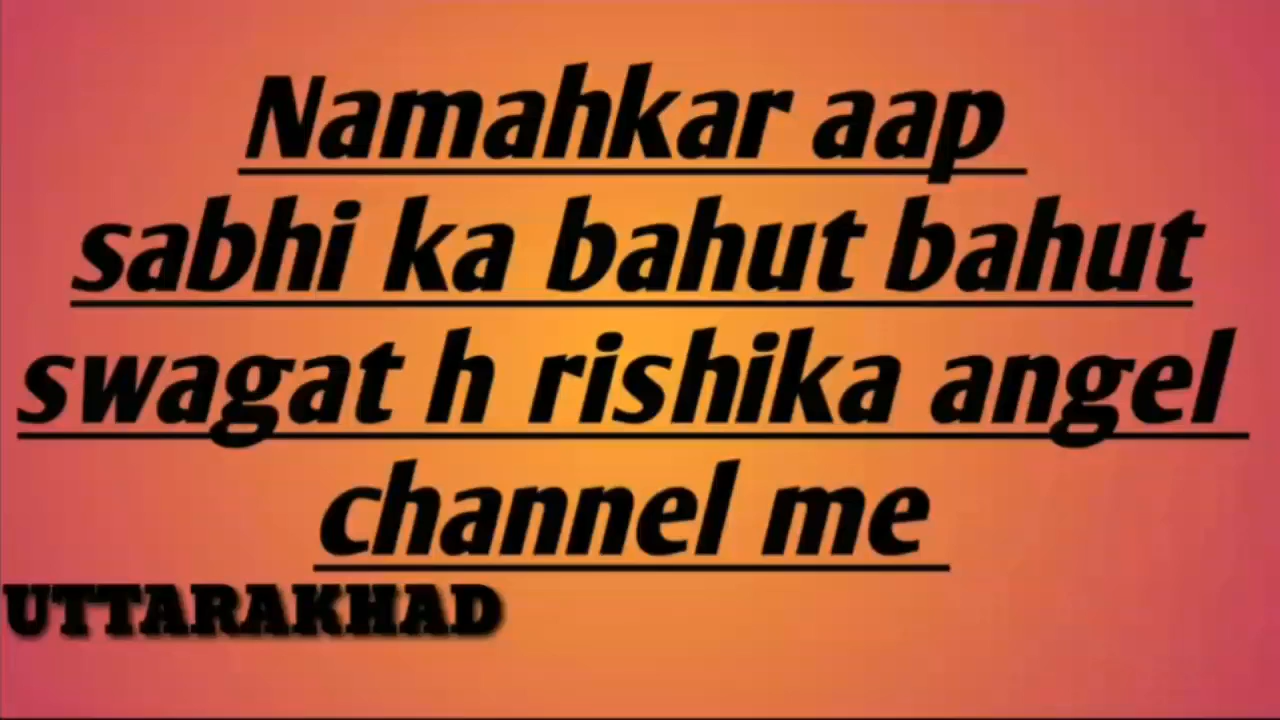 Namahkar aap
sabhi ka bahut bahut
swagat h rishika angel
channel me
UTTARAKHAD